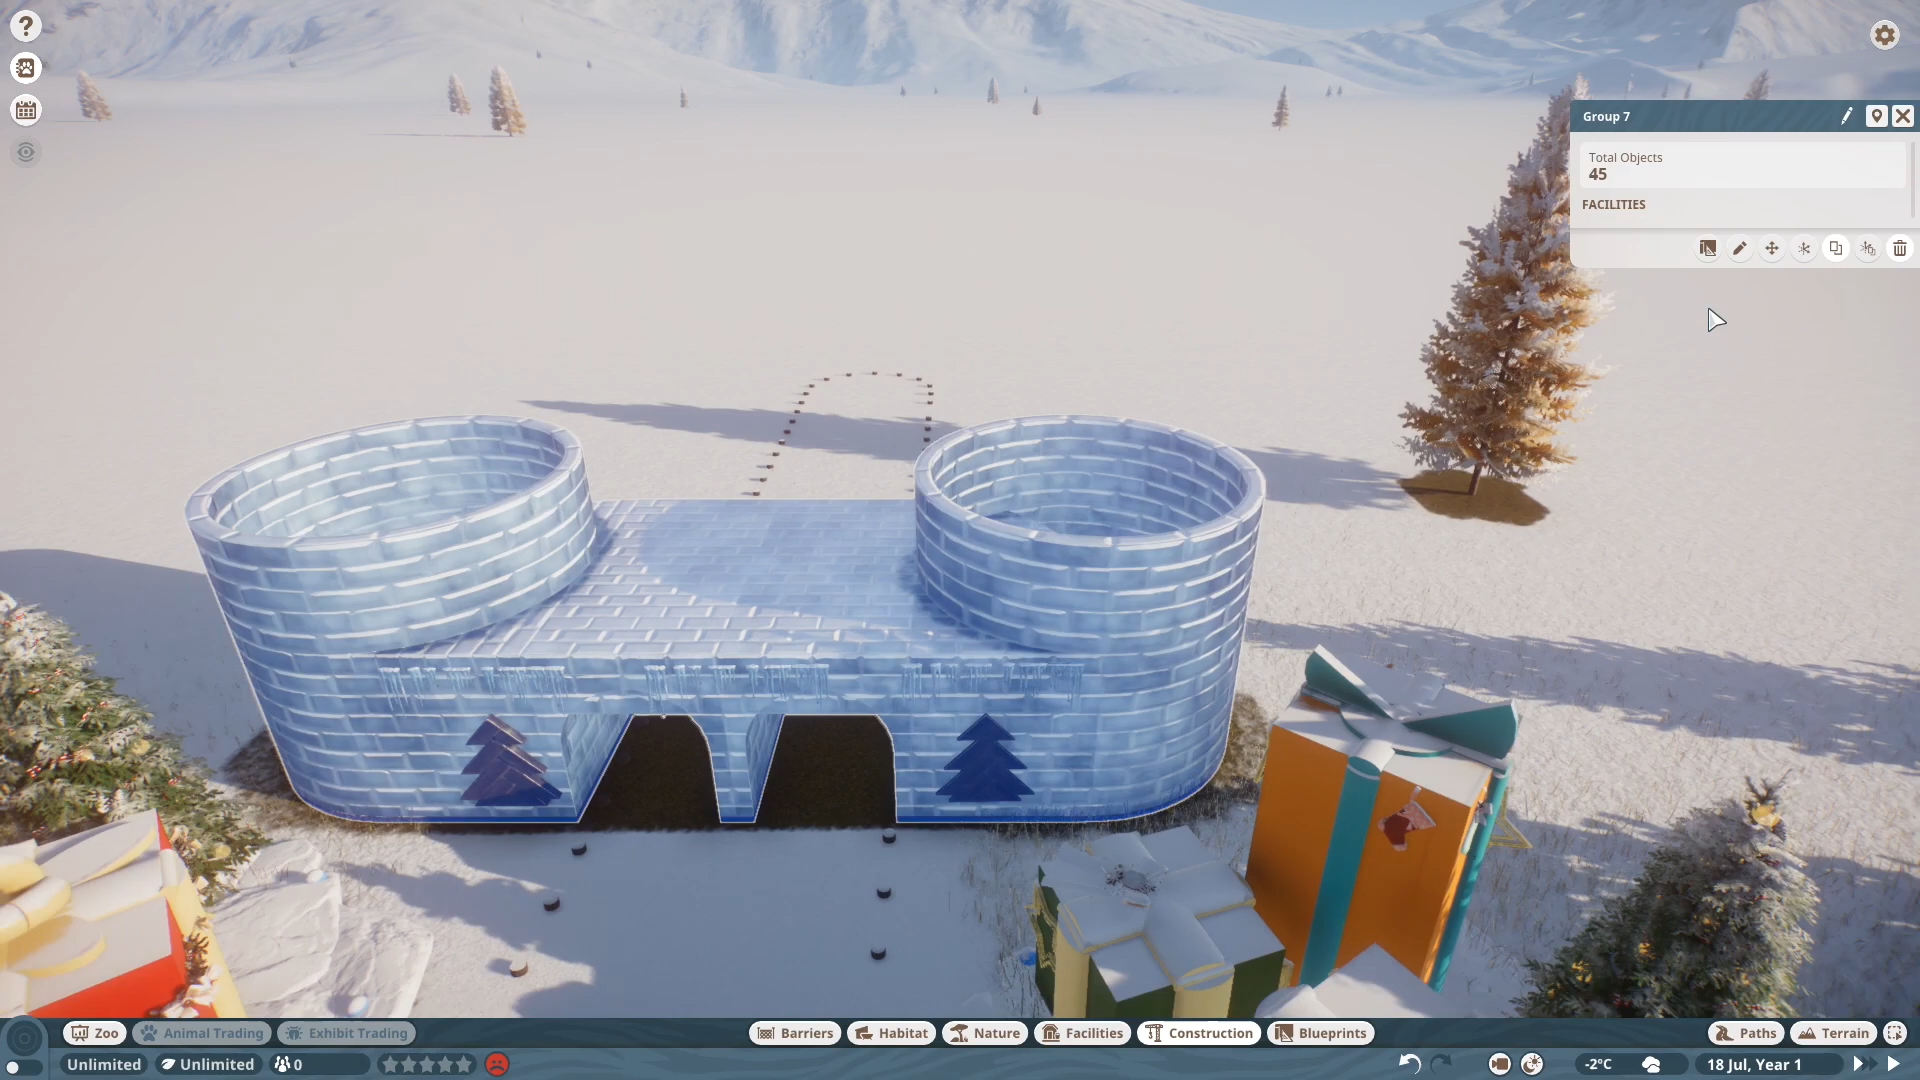 ?
Group 7
Total Objects
45
FACILITIES
Zoo
Animal Trading
Exhibit Trading
Barriers
Habitat
Nature
Facilities
Construction
Blueprints
Paths
Terrain
Unlimited
Unlimited
0
-2°C
18 Jul, Year 1